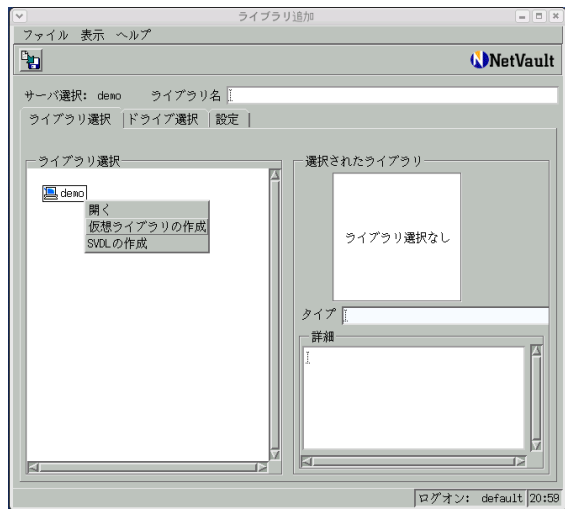 ライブラリ追加
ファイル 表示 ヘルプ
NetVault
サーバ選択: demo ライブラリ名
ライブラリ選択 ドライブ選択 設定
ライブラリ選択
demo
開く
仮想ライブラリの作成
SVDLの作成
選択されたライブラリ
ライブラリ選択なし
タイプ
詳細
ログオン: default 20:59